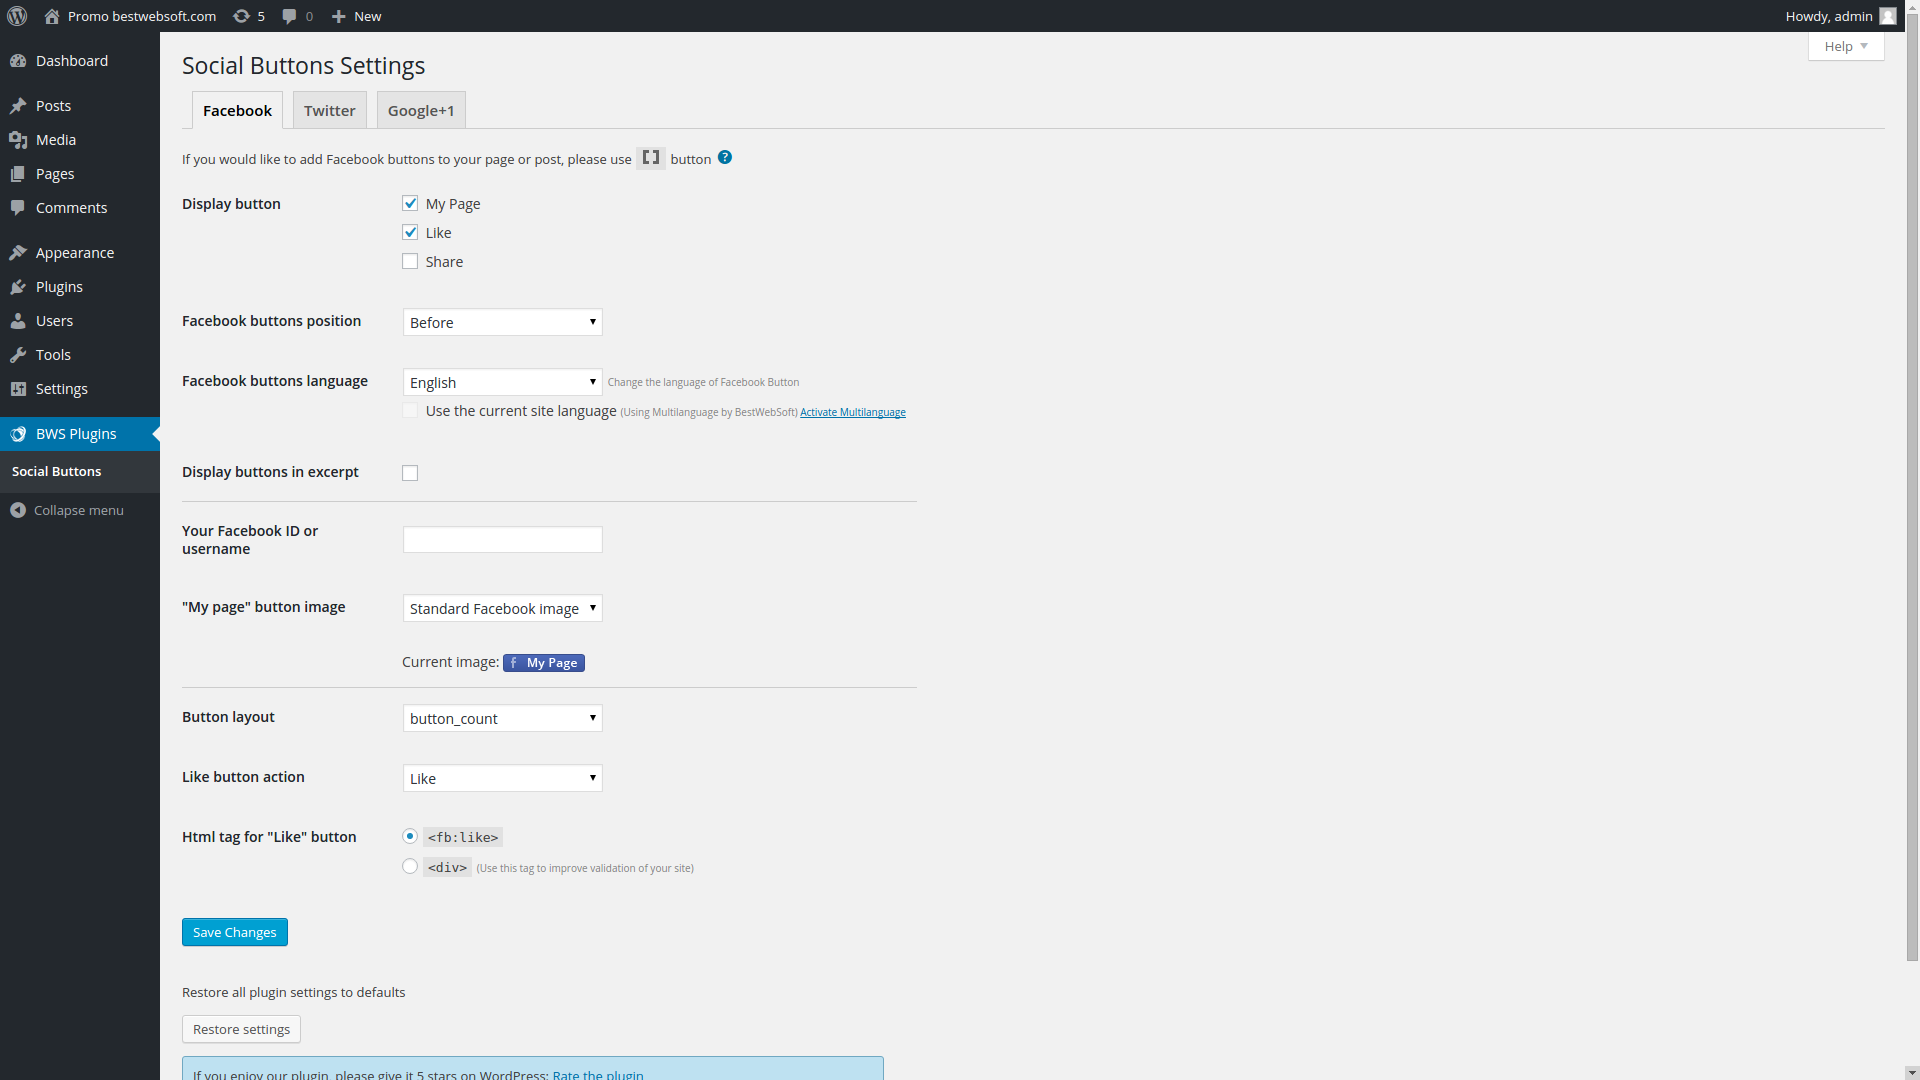 Promo bestwebsoft.com 5 0 New Howdy, admin
Help
Dashboard
Posts
Media
Pages
Comments
Appearance
Plugins
Users
Tools
Settings
BWS Plugins
Social Buttons
Collapse menu
Social Buttons Settings
Facebook Twitter Google+1
If you would like to add Facebook buttons to your page or post, please use [] button ?
Display button
My Page
Like
Share
Facebook buttons position Before
Facebook buttons language English Change the language of Facebook Button
Use the current site language (Using Multilanguage by BestWebSoft) Activate Multilanguage
Display buttons in excerpt
Your Facebook ID or
username
"My page" button image Standard Facebook image
Current image: f My Page
Button layout button_count
Like button action Like
Html tag for "Like" button <fb:like>
<div> (Use this tag to improve validation of your site)
Save Changes
Restore all plugin settings to defaults
Restore settings
If you enjoy our plugin, please give it 5 stars on WordPress: Rate the plugin